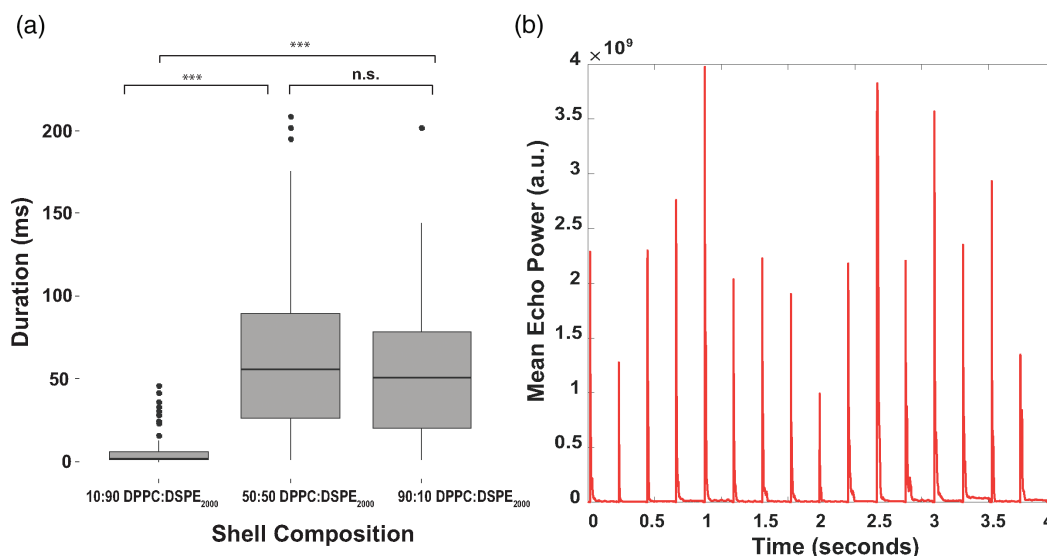 (a)
***
***
n.s.
Duration (ms)
200
150
100
50
0
10:90 DPPC:DSPE2000
50:50 DPPC:DSPE2000
90:10 DPPC:DSPE2000
Shell Composition
(b)
4 ×10^9
3.5
3
2.5
2
1.5
1
0.5
0
Mean Echo Power (a.u.)
0 0.5 1 1.5 2 2.5 3 3.5 4
Time (seconds)